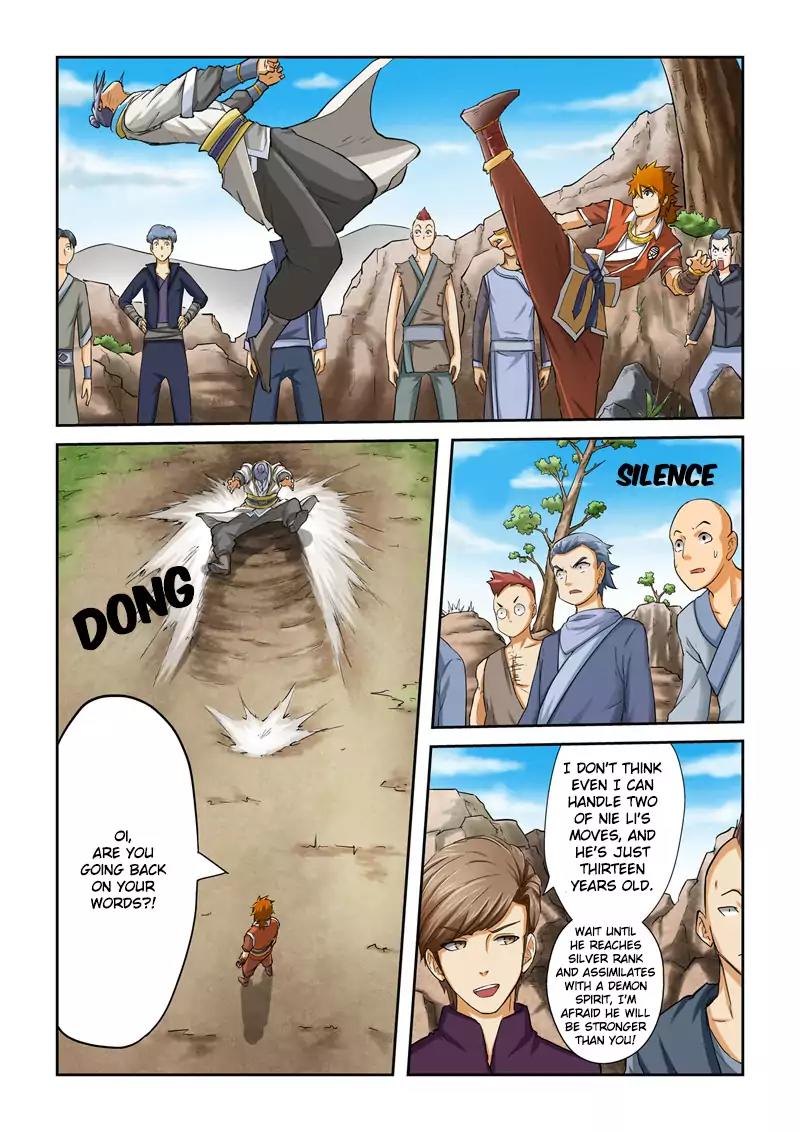 DONG
SILENCE
OI,
ARE YOU
GOING BACK
ON YOUR
WORDS?!
I DON'T THINK
EVEN I CAN
HANDLE TWO
OF NIE LI'S
MOVES, AND
HE'S JUST
THIRTEEN
YEARS OLD.
WAIT UNTIL
HE REACHES
SILVER RANK
AND ASSIMILATES
WITH A DEMON
SPIRIT, I'M
AFRAID HE WILL
BE STRONGER
THAN YOU!